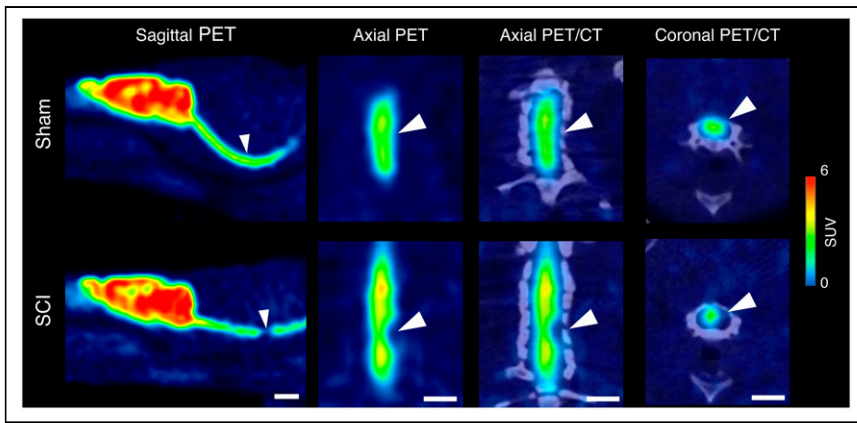 Sagittal PET Axial PET Axial PET/CT Coronal PET/CT
Sham
SCI
6
SUV
0